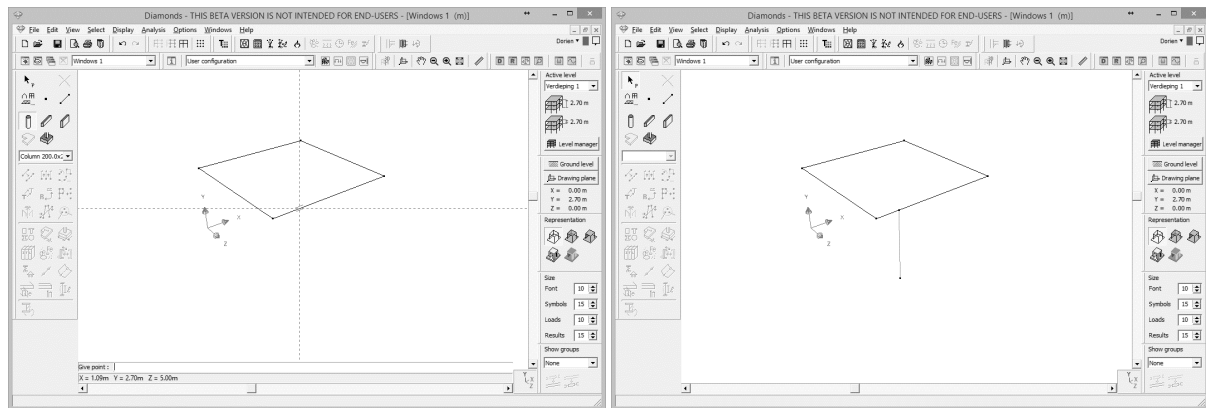 Diamonds - THIS BETA VERSION IS NOT INTENDED FOR END-USERS - [Windows 1 (m)]
File Edit View Select Display Analysis Options Windows Help
Dorien
Windows 1
User configuration
Column 200.0x
Y
X
Z
Give point :
X = 1.09m Y = 2.70m Z = 5.00m
Active level
Verdieping 1
2.70 m
2.70 m
Level manager
Ground level
Drawing plane
X = 0.00 m
Y = 2.70 m
Z = 0.00 m
Representation
Size
Font 10
Symbols 15
Loads 10
Results 15
Show groups
None
Y
X
Z
Diamonds - THIS BETA VERSION IS NOT INTENDED FOR END-USERS - [Windows 1 (m)]
File Edit View Select Display Analysis Options Windows Help
Dorien
Windows 1
User configuration
Y
X
Z
Active level
Verdieping 1
2.70 m
2.70 m
Level manager
Ground level
Drawing plane
X = 0.00 m
Y = 2.70 m
Z = 0.00 m
Representation
Size
Font 10
Symbols 15
Loads 10
Results 15
Show groups
None
Y
X
Z